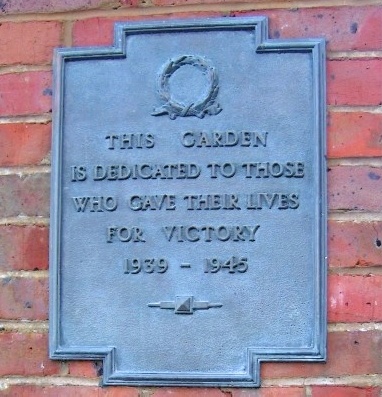 THIS GARDEN
IS DEDICATED TO THOSE
WHO GAVE THEIR LIVES
FOR VICTORY
1939 - 1945